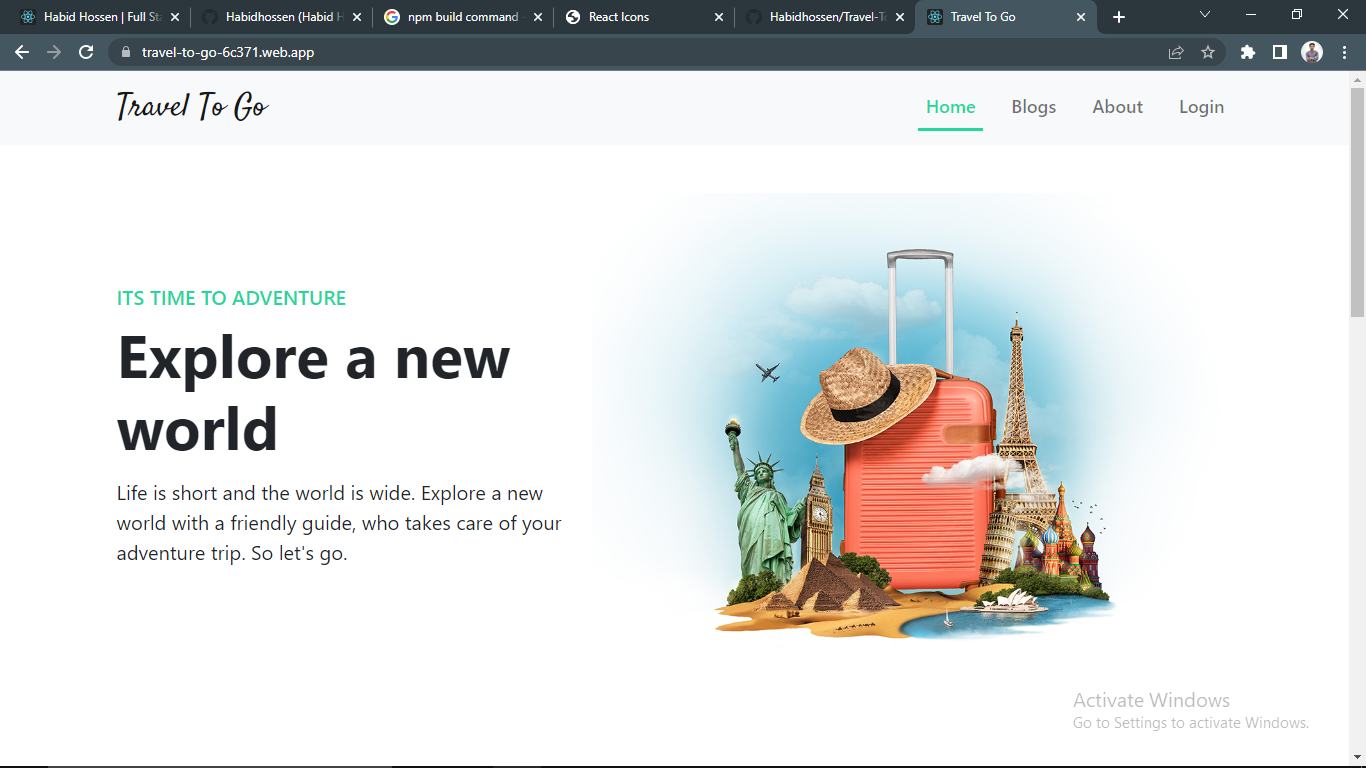 Habid Hossen | Full St
Habidhossen (Habid H
npm build command
React Icons
Habidhossen/Travel-T
Travel To Go
travel-to-go-6c371.web.app
Travel To Go
Home
Blogs
About
Login
ITS TIME TO ADVENTURE
Explore a new
world
Life is short and the world is wide. Explore a new
world with a friendly guide, who takes care of your
adventure trip. So let's go.
Activate Windows
Go to Settings to activate Windows.